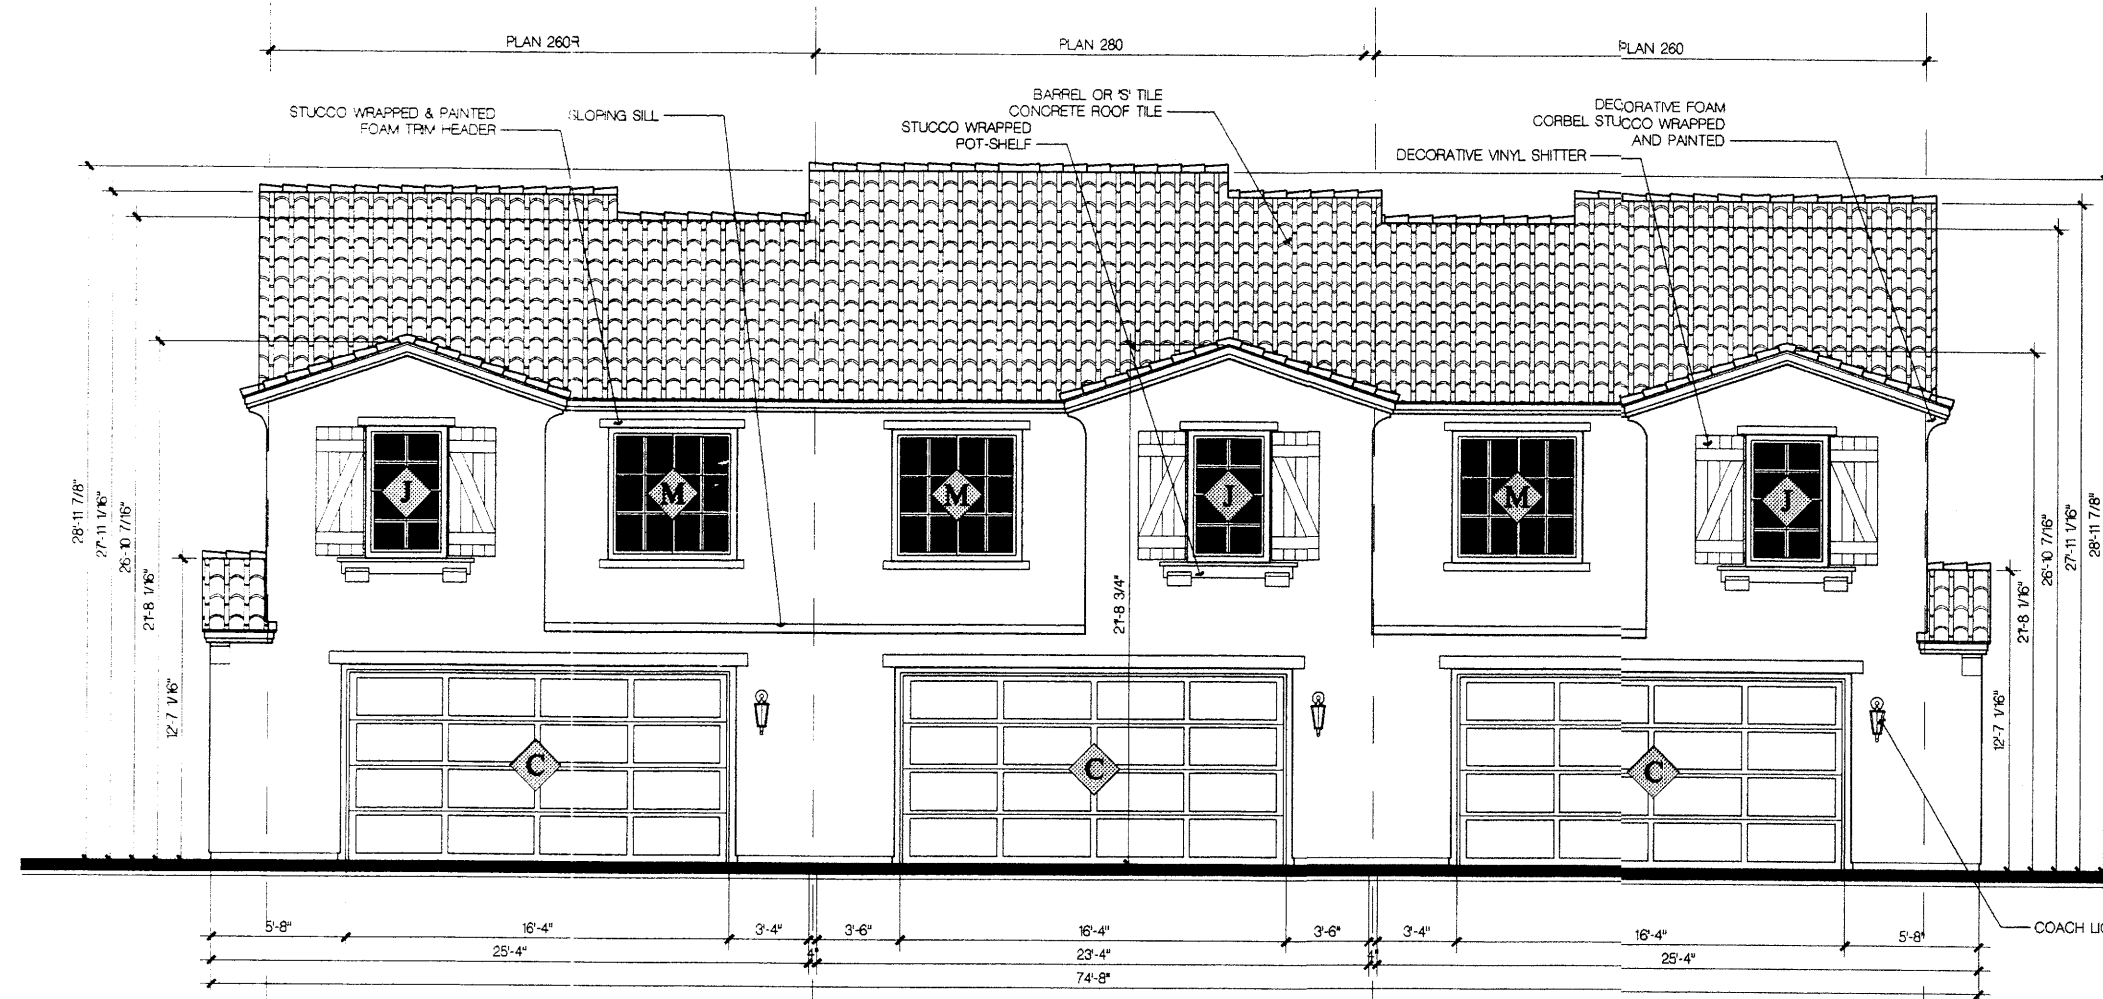 PLAN 260R
PLAN 280
PLAN 260
STUCCO WRAPPED & PAINTED
FOAM TRIM HEADER
SLOPING SILL
BARREL OR 'S' TILE
CONCRETE ROOF TILE
STUCCO WRAPPED
POT-SHELF
DECORATIVE FOAM
CORBEL STUCCO WRAPPED
AND PAINTED
DECORATIVE VINYL SHITTER
28'-11 7/8"
27'-11 1/16"
26'-10 7/16"
21'-8 1/16"
12'-7 1/16"
J
M
M
J
M
J
21'-8 3/4"
C
C
C
12'-7 1/16"
21'-8 1/16"
26'-10 7/16"
27'-11 1/16"
28'-11 7/8"
5'-8"
16'-4"
3'-4"
3'-6"
16'-4"
3'-6"
3'-4"
16'-4"
5'-8"
COACH
25'-4"
4"
23'-4"
4"
25'-4"
74'-8"